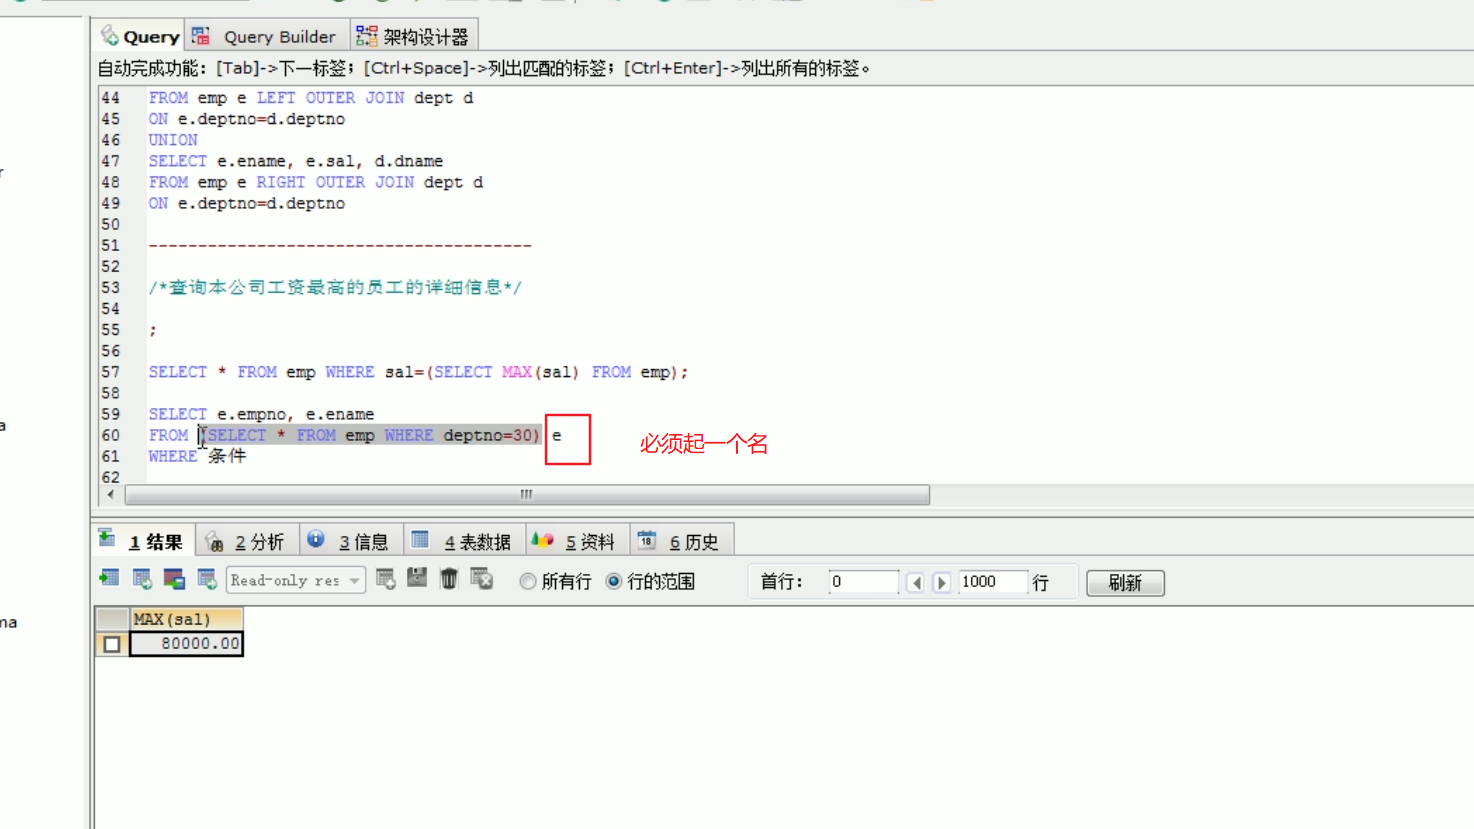 Query Query Builder 架构设计器
自动完成功能：[Tab]->下一标签；[Ctrl+Space]->列出匹配的标签；[Ctrl+Enter]->列出所有的标签。
44 FROM emp e LEFT OUTER JOIN dept d
45 ON e.deptno=d.deptno
46 UNION
47 SELECT e.ename, e.sal, d.dname
48 FROM emp e RIGHT OUTER JOIN dept d
49 ON e.deptno=d.deptno
50
51 ---------------------------------------
52
53 /*查询本公司工资最高的员工的详细信息*/
54
55 ;
56
57 SELECT * FROM emp WHERE sal=(SELECT MAX(sal) FROM emp);
58
59 SELECT e.empno, e.ename
60 FROM (SELECT * FROM emp WHERE deptno=30) e
必须起一个名
61 WHERE 条件
62
1 结果 2 分析 3 信息 4 表数据 5 资料 18 6 历史
Read-only res 所有行 行的范围 首行： 0 1000 行 刷新
MAX(sal)
80000.00
r
a
ma